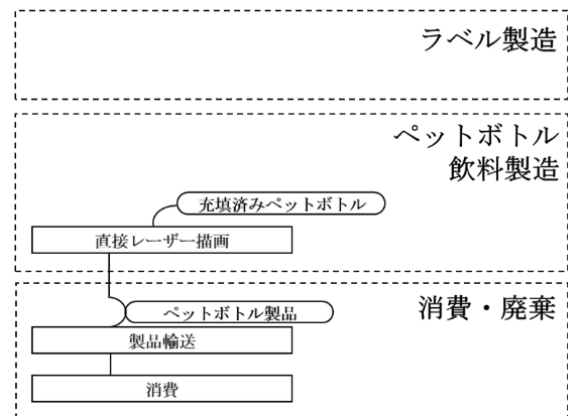 ラベル製造
ペットボトル
飲料製造
充填済みペットボトル
直接レーザー描画
消費・廃棄
ペットボトル製品
製品輸送
消費